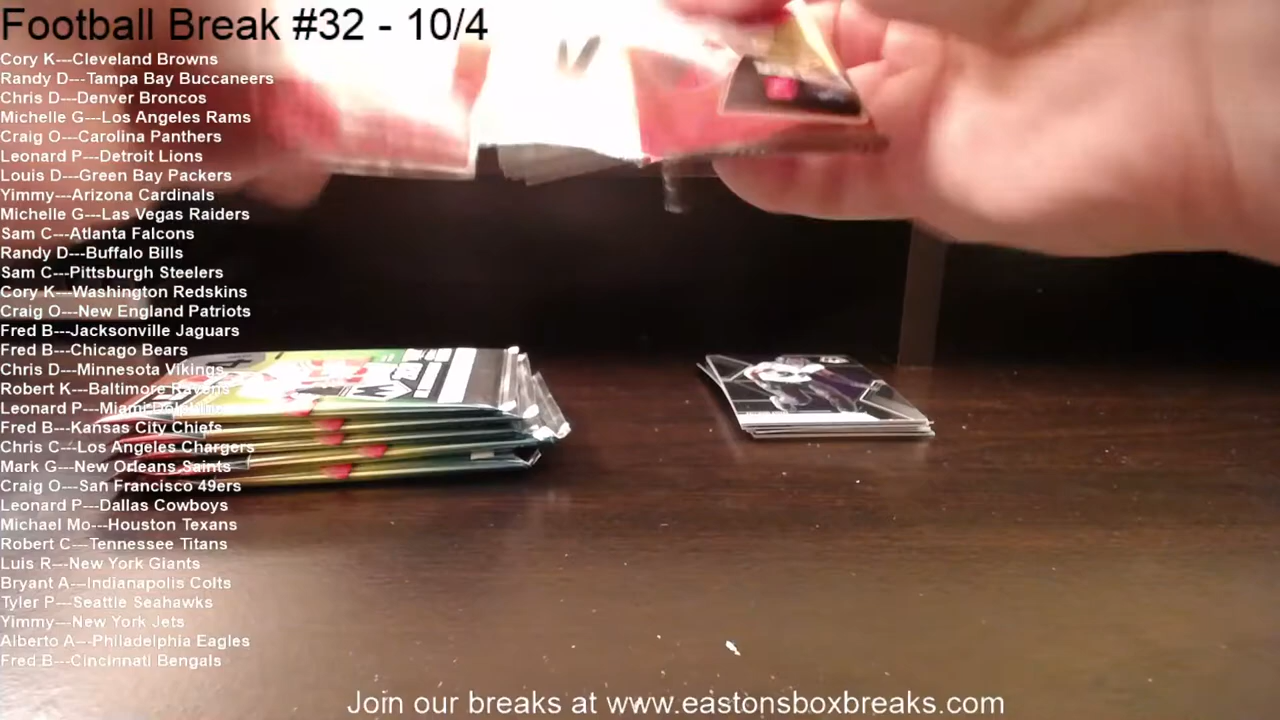 Football Break #32 - 10/4
Cory K---Cleveland Browns
Randy D---Tampa Bay Buccaneers
Chris D---Denver Broncos
Michelle G---Los Angeles Rams
Craig O---Carolina Panthers
Leonard P---Detroit Lions
Louis D---Green Bay Packers
Yimmy---Arizona Cardinals
Michelle G---Las Vegas Raiders
Sam C---Atlanta Falcons
Randy D---Buffalo Bills
Sam C---Pittsburgh Steelers
Cory K---Washington Redskins
Craig O---New England Patriots
Fred B---Jacksonville Jaguars
Fred B---Chicago Bears
Chris D---Minnesota Vikings
Robert K---Baltimore Ravens
Leonard P---Miami Dolphins
Fred B---Kansas City Chiefs
Chris C---Los Angeles Chargers
Mark G---New Orleans Saints
Craig O---San Francisco 49ers
Leonard P---Dallas Cowboys
Michael Mo---Houston Texans
Robert C---Tennessee Titans
Luis R---New York Giants
Bryant A---Indianapolis Colts
Tyler P---Seattle Seahawks
Yimmy---New York Jets
Alberto A---Philadelphia Eagles
Fred B---Cincinnati Bengals
Join our breaks at www.eastonsboxbreaks.com